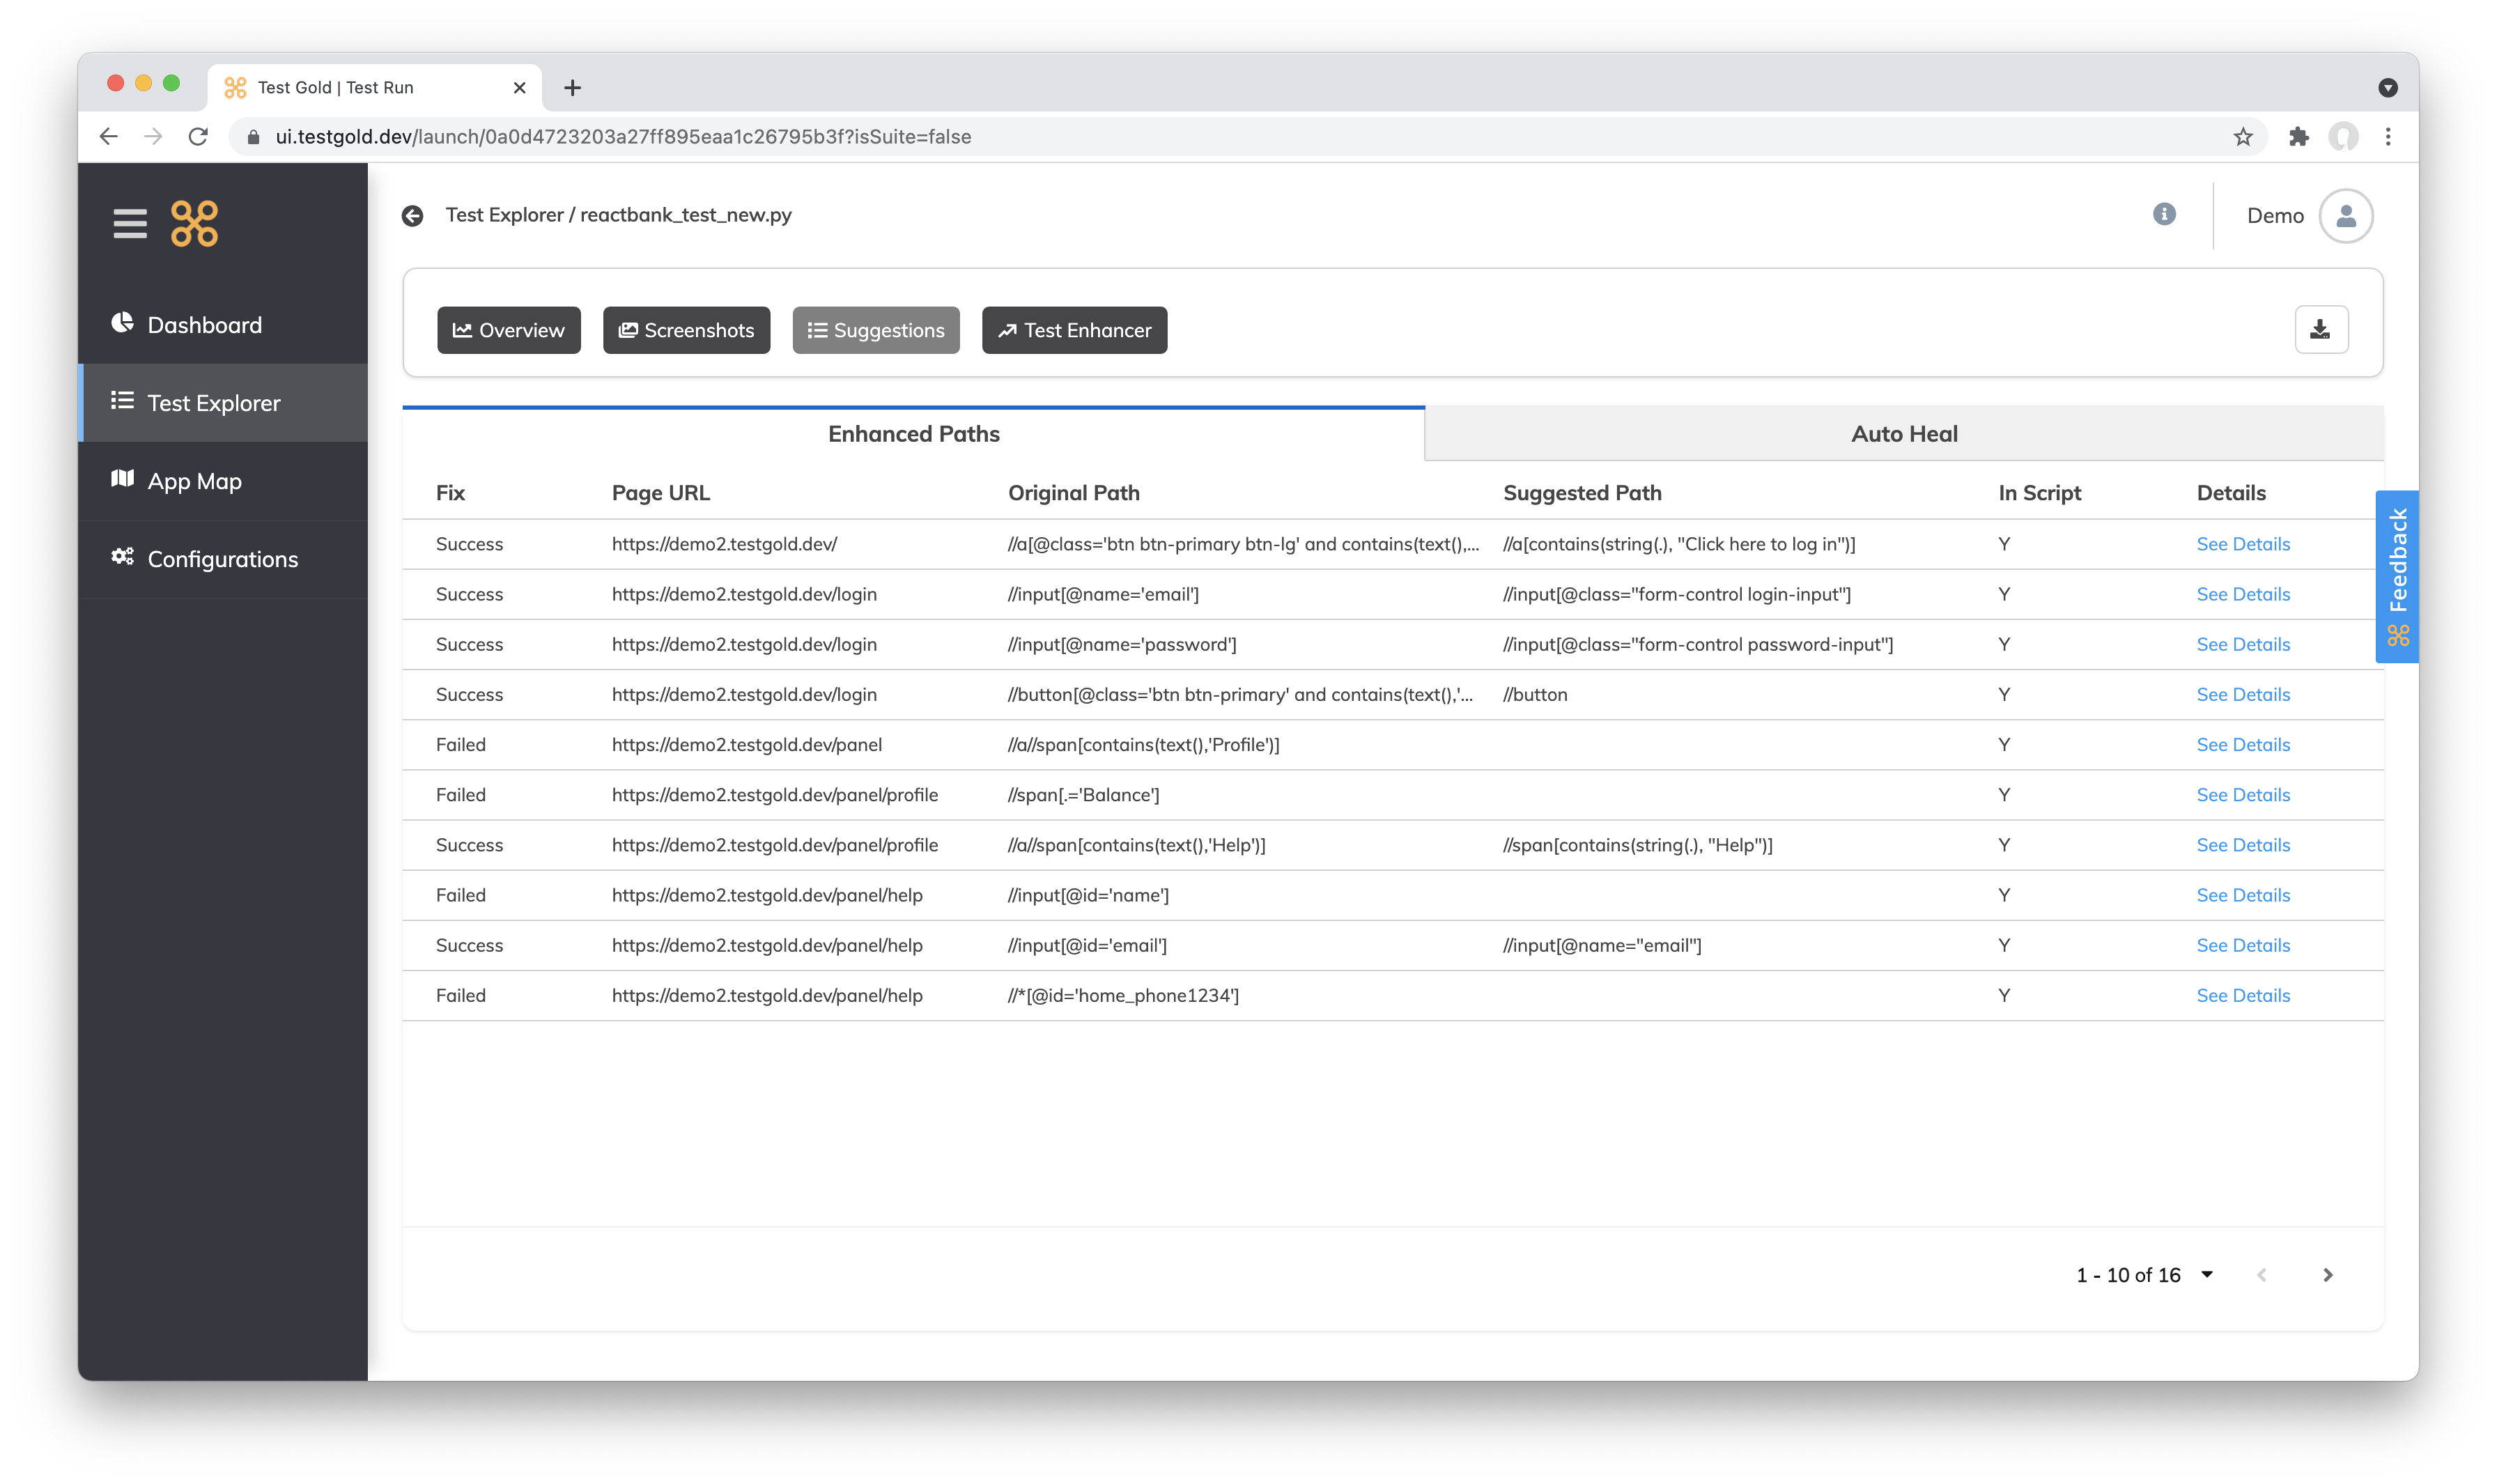 Test Gold | Test Run
ui.testgold.dev/launch/0a0d4723203a27ff895eaa1c26795b3f?isSuite=false
Test Explorer / reactbank_test_new.py
Demo
Dashboard
Test Explorer
App Map
Configurations
Overview Screenshots Suggestions Test Enhancer
Enhanced Paths Auto Heal
Fix Page URL Original Path Suggested Path In Script Details
Success https://demo2.testgold.dev/ //a[@class='btn btn-primary btn-lg' and contains(text(),... //a[contains(string(.), "Click here to log in")] Y See Details
Success https://demo2.testgold.dev/login //input[@name='email'] //input[@class="form-control login-input"] Y See Details
Success https://demo2.testgold.dev/login //input[@name='password'] //input[@class="form-control password-input"] Y See Details
Success https://demo2.testgold.dev/login //button[@class='btn btn-primary' and contains(text(),'... //button Y See Details
Failed https://demo2.testgold.dev/panel //a//span[contains(text(),'Profile')] Y See Details
Failed https://demo2.testgold.dev/panel/profile //span[.='Balance'] Y See Details
Success https://demo2.testgold.dev/panel/profile //a//span[contains(text(),'Help')] //span[contains(string(.), "Help")] Y See Details
Failed https://demo2.testgold.dev/panel/help //input[@id='name'] Y See Details
Success https://demo2.testgold.dev/panel/help //input[@id='email'] //input[@name="email"] Y See Details
Failed https://demo2.testgold.dev/panel/help //*[@id='home_phone1234'] Y See Details
Feedback
1 - 10 of 16